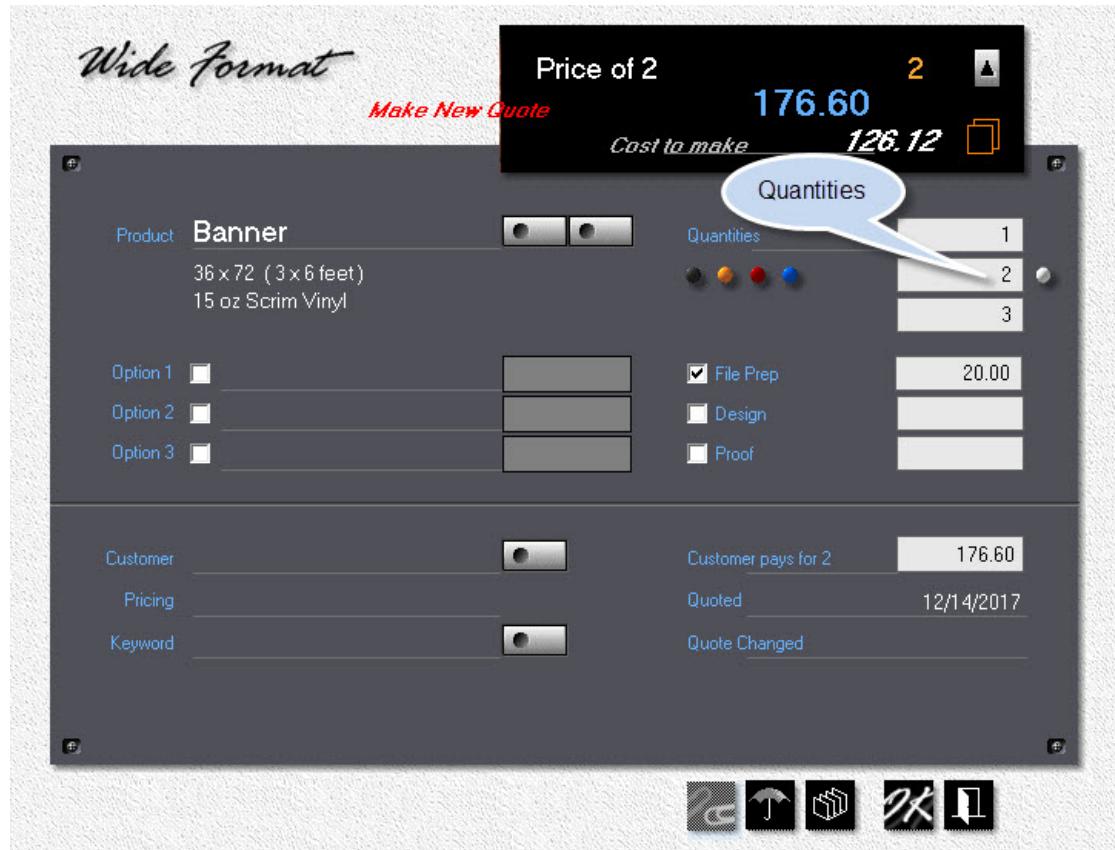 Wide Format
Price of 2 2
176.60
Make New Quote
Cost to make 126.12
Quantities
Product Banner Quantities 1
36 x 72 ( 3 x 6 feet ) 2
15 oz Scrim Vinyl 3
Option 1 File Prep 20.00
Option 2 Design
Option 3 Proof
Customer Customer pays for 2 176.60
Pricing Quoted 12/14/2017
Keyword Quote Changed
OK